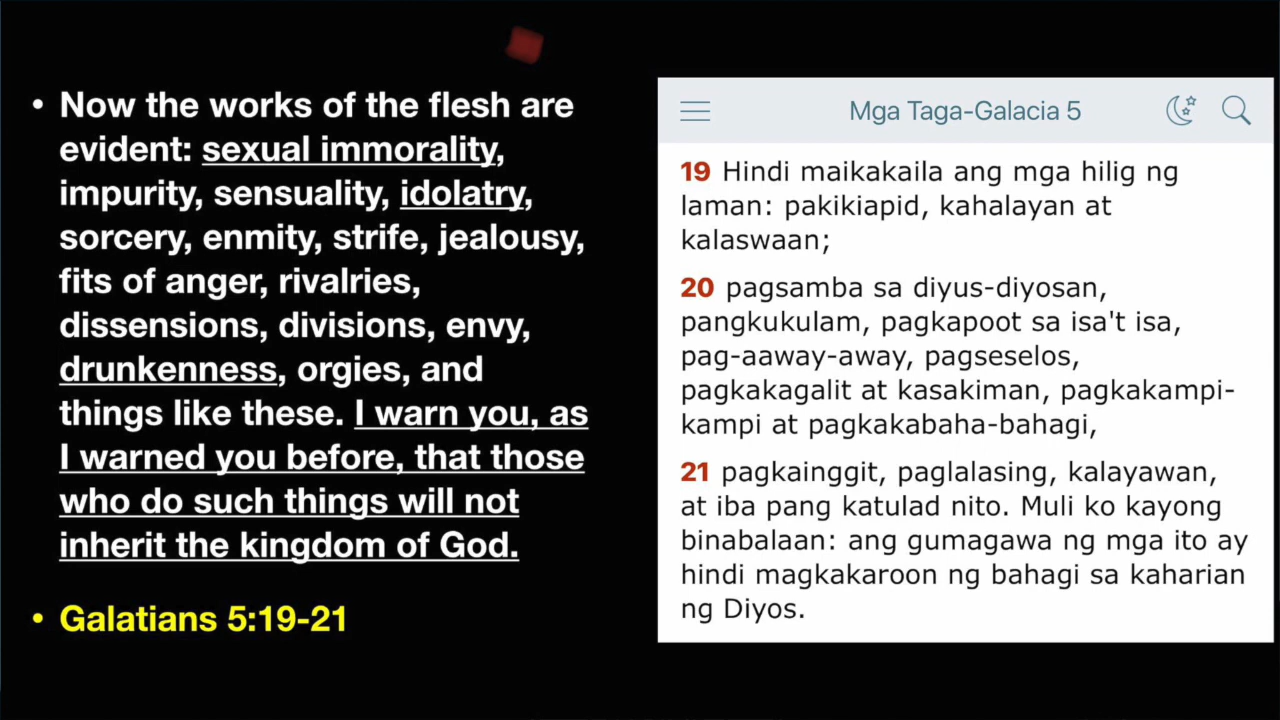 • Now the works of the flesh are
evident: sexual immorality,
impurity, sensuality, idolatry,
sorcery, enmity, strife, jealousy,
fits of anger, rivalries,
dissensions, divisions, envy,
drunkenness, orgies, and
things like these. I warn you, as
I warned you before, that those
who do such things will not
inherit the kingdom of God.
• Galatians 5:19-21
Mga Taga-Galacia 5
19 Hindi maikakaila ang mga hilig ng
laman: pakikiapid, kahalayan at
kalaswaan;
20 pagsamba sa diyus-diyosan,
pangkukulam, pagkapoot sa isa't isa,
pag-aaway-away, pagseselos,
pagkakagalit at kasakiman, pagkakampi-
kampi at pagkakabaha-bahagi,
21 pagkainggit, paglalasing, kalayawan,
at iba pang katulad nito. Muli ko kayong
binabalaan: ang gumagawa ng mga ito ay
hindi magkakaroon ng bahagi sa kaharian
ng Diyos.